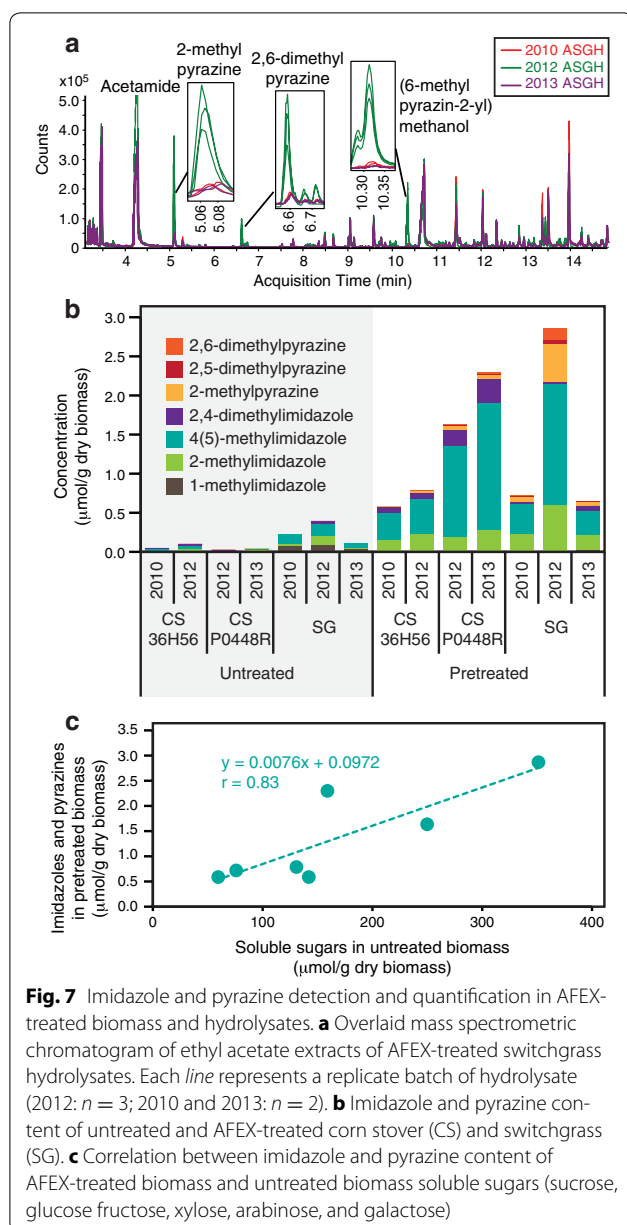 a
2-methyl
pyrazine
2,6-dimethyl
pyrazine
2010 ASGH
2012 ASGH
2013 ASGH
x10⁵
Acetamide
(6-methyl
pyrazin-2-yl)
methanol
5.0
4.0
3.0
2.0
1.0
0
Counts
5.06
5.08
6.6
6.7
10.30
10.35
4 5 6 7 8 9 10 11 12 13 14
Acquisition Time (min)
b
3.0
2.5
2.0
1.5
1.0
0.5
0.0
Concentration
(μmol/g dry biomass)
2,6-dimethylpyrazine
2,5-dimethylpyrazine
2-methylpyrazine
2,4-dimethylimidazole
4(5)-methylimidazole
2-methylimidazole
1-methylimidazole
2010 2012 2012 2013 2010 2012 2013 2010 2012 2012 2013 2010 2012 2013
CS
36H56
CS
P0448R
SG
CS
36H56
CS
P0448R
SG
Untreated Pretreated
c
3.5
3.0
2.5
2.0
1.5
1.0
0.5
0.0
Imidazoles and pyrazines
in pretreated biomass
(μmol/g dry biomass)
y = 0.0076x + 0.0972
r = 0.83
0 100 200 300 400
Soluble sugars in untreated biomass
(μmol/g dry biomass)
Fig. 7 Imidazole and pyrazine detection and quantification in AFEX-
treated biomass and hydrolysates. a Overlaid mass spectrometric
chromatogram of ethyl acetate extracts of AFEX-treated switchgrass
hydrolysates. Each line represents a replicate batch of hydrolysate
(2012: n = 3; 2010 and 2013: n = 2). b Imidazole and pyrazine con-
tent of untreated and AFEX-treated corn stover (CS) and switchgrass
(SG). c Correlation between imidazole and pyrazine content of
AFEX-treated biomass and untreated biomass soluble sugars (sucrose,
glucose fructose, xylose, arabinose, and galactose)